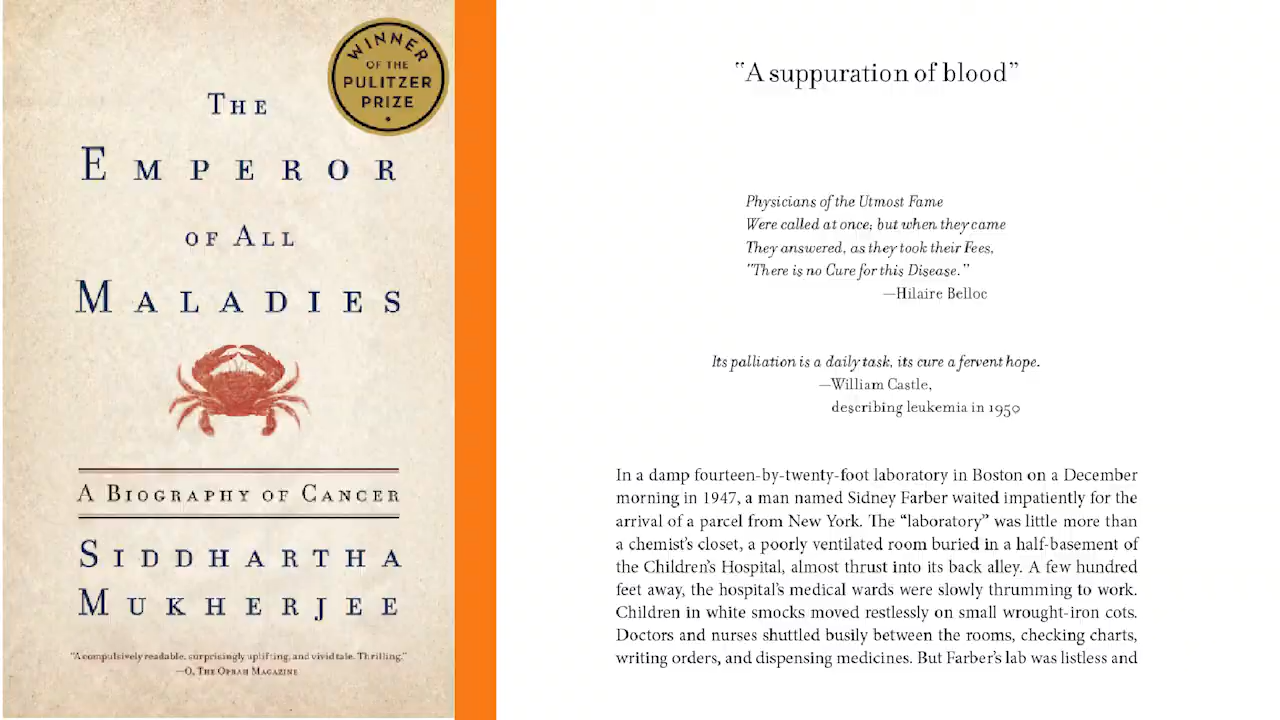 WINNER
OF THE
PULITZER
PRIZE
THE
EMPEROR
OF ALL
MALADIES
A BIOGRAPHY OF CANCER
SIDDHARTHA
MUKHERJEE
"A compulsively readable, surprisingly uplifting, and vivid tale. Thrilling."
—O, THE OPRAH MAGAZINE
“A suppuration of blood”
Physicians of the Utmost Fame
Were called at once; but when they came
They answered, as they took their Fees,
"There is no Cure for this Disease."
—Hilaire Belloc
Its palliation is a daily task, its cure a fervent hope.
—William Castle,
describing leukemia in 1950
In a damp fourteen-by-twenty-foot laboratory in Boston on a December
morning in 1947, a man named Sidney Farber waited impatiently for the
arrival of a parcel from New York. The “laboratory” was little more than
a chemist’s closet, a poorly ventilated room buried in a half-basement of
the Children’s Hospital, almost thrust into its back alley. A few hundred
feet away, the hospital’s medical wards were slowly thrumming to work.
Children in white smocks moved restlessly on small wrought-iron cots.
Doctors and nurses shuttled busily between the rooms, checking charts,
writing orders, and dispensing medicines. But Farber’s lab was listless and